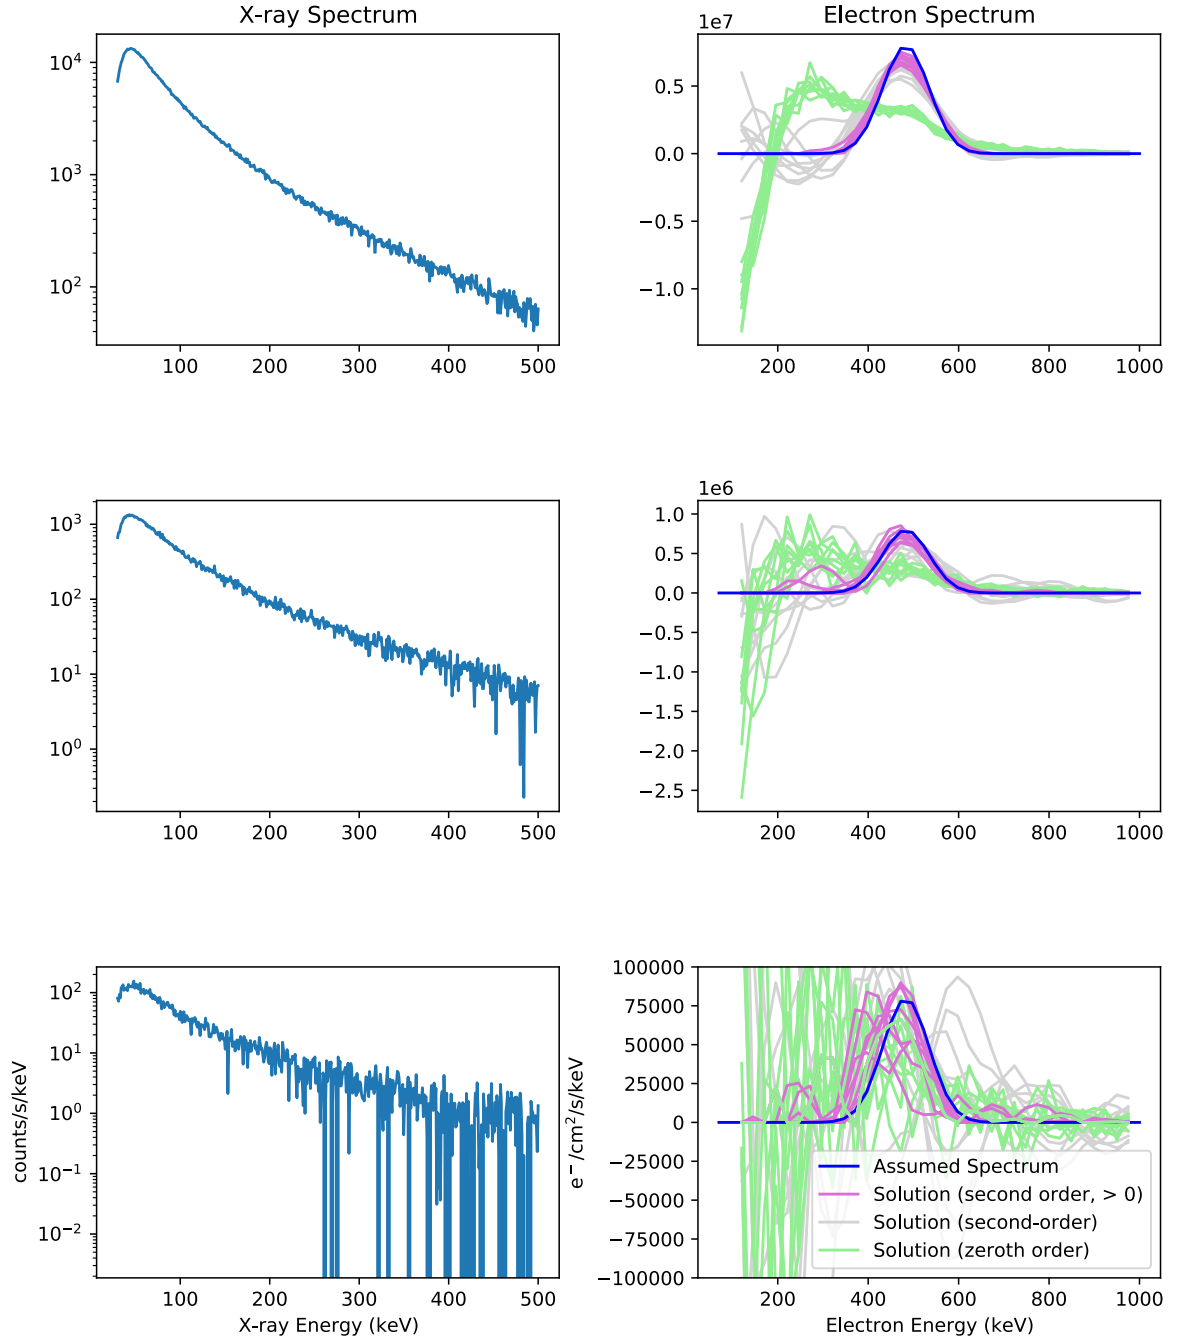 X-ray Spectrum
10^4
10^3
10^2
100 200 300 400 500
Electron Spectrum
1e7
0.5
0.0
−0.5
−1.0
200 400 600 800 1000
10^3
10^2
10^1
10^0
100 200 300 400 500
1e6
1.0
0.5
0.0
−0.5
−1.0
−1.5
−2.0
−2.5
200 400 600 800 1000
counts/s/keV
10^2
10^1
10^0
10^−1
10^−2
100 200 300 400 500
X-ray Energy (keV)
e^−/cm^2/s/keV
100000
75000
50000
25000
0
−25000
−50000
−75000
−100000
Assumed Spectrum
Solution (second order, > 0)
Solution (second-order)
Solution (zeroth order)
200 400 600 800 1000
Electron Energy (keV)